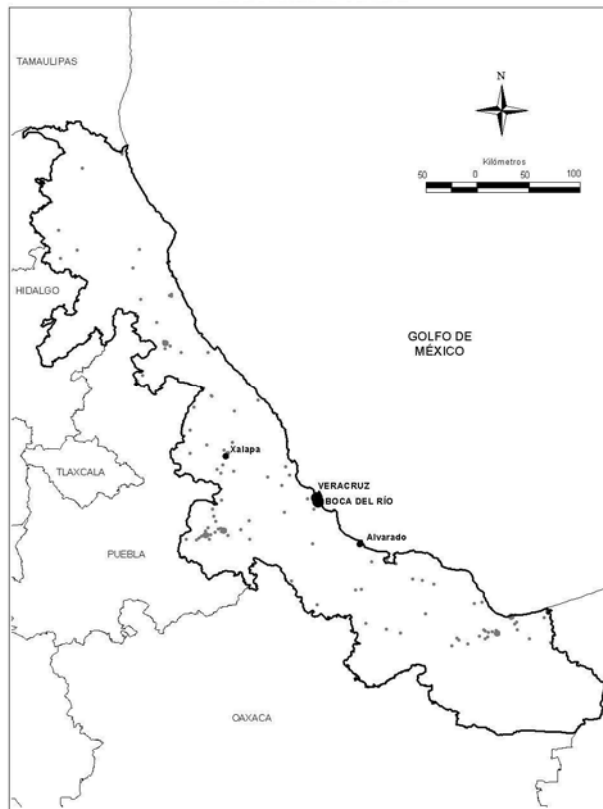 TAMAULIPAS
N
Kilómetros
50 0 50 100
HIDALGO
GOLFO DE
MÉXICO
Xalapa
TLAXCALA
VERACRUZ
BOCA DEL RÍO
Alvarado
PUEBLA
OAXACA